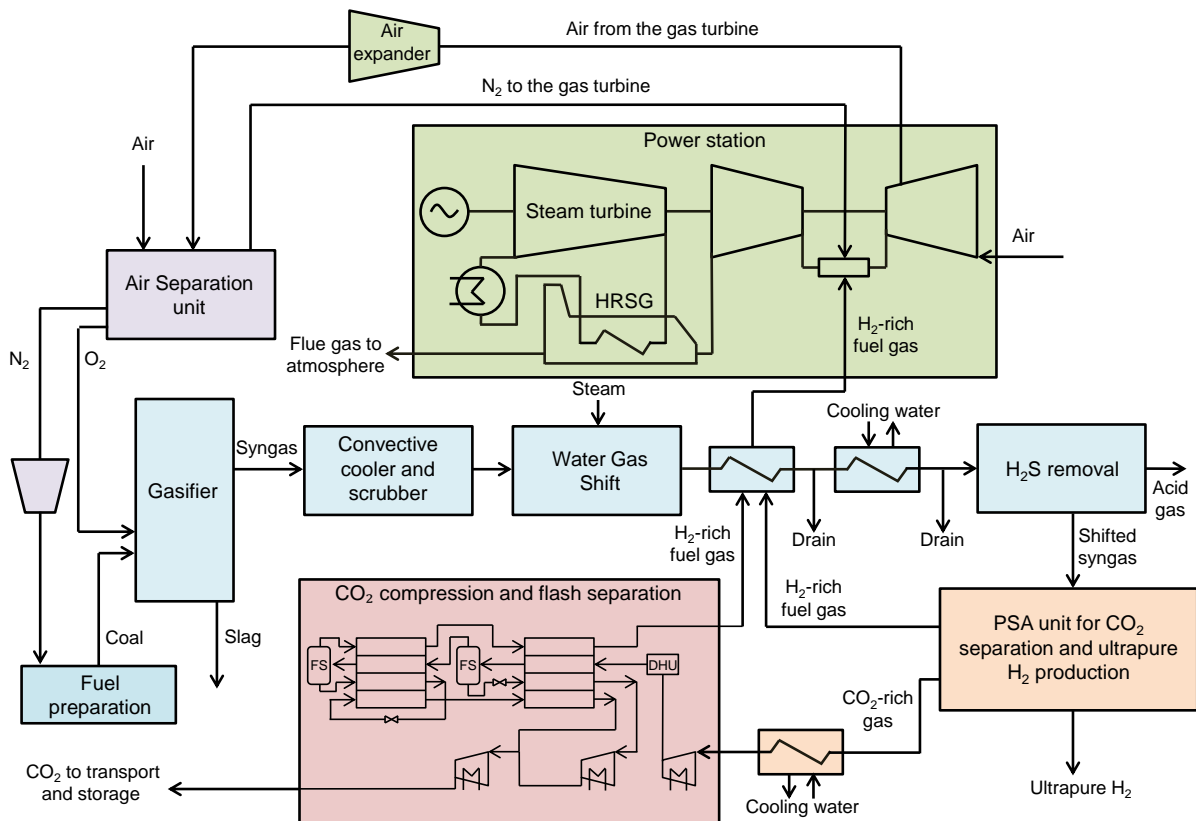 Air
expander
Air from the gas turbine
N₂ to the gas turbine
Air
Power station
Steam turbine
Air
Air Separation
unit
HRSG
H₂-rich
fuel gas
N₂
O₂
Flue gas to
atmosphere
Steam
Cooling water
Gasifier
Syngas
Convective
cooler and
scrubber
Water Gas
Shift
H₂S removal
Acid
gas
H₂-rich
fuel gas
Drain
Drain
Shifted
syngas
Coal
Slag
CO₂ compression and flash separation
H₂-rich
fuel gas
PSA unit for CO₂
separation and ultrapure
H₂ production
FS
FS
DHU
Fuel
preparation
CO₂-rich
gas
CO₂ to transport
and storage
Cooling water
Ultrapure H₂